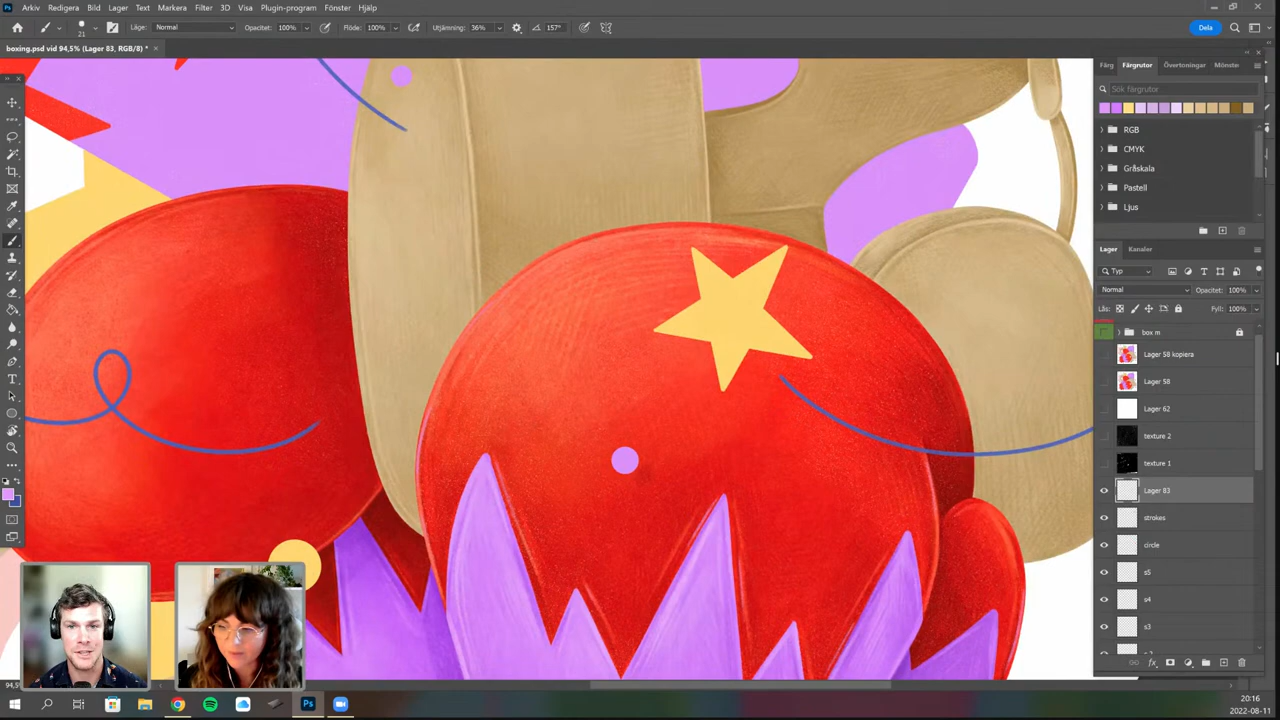 Arkiv Redigera Bild Lager Text Markera Filter 3D Visa Plugin-program Fönster Hjälp
21 Läge: Normal Opacitet: 100% Flöde: 100% Utjämning: 36% 157° Dela
boxing.psd vid 94,5% (Lager 83, RGB/8) *
Färg Färgrutor Övertoningar Mönste
Sök färgrutor
RGB
CMYK
Gråskala
Pastell
Ljus
Lager Kanaler
Typ
Normal Opacitet: 100%
Lås: Fyll: 100%
box m
Lager 58 kopiera
Lager 58
Lager 62
texture 2
texture 1
Lager 83
strokes
circle
s5
s4
s3
fx
20:16
2022-08-11